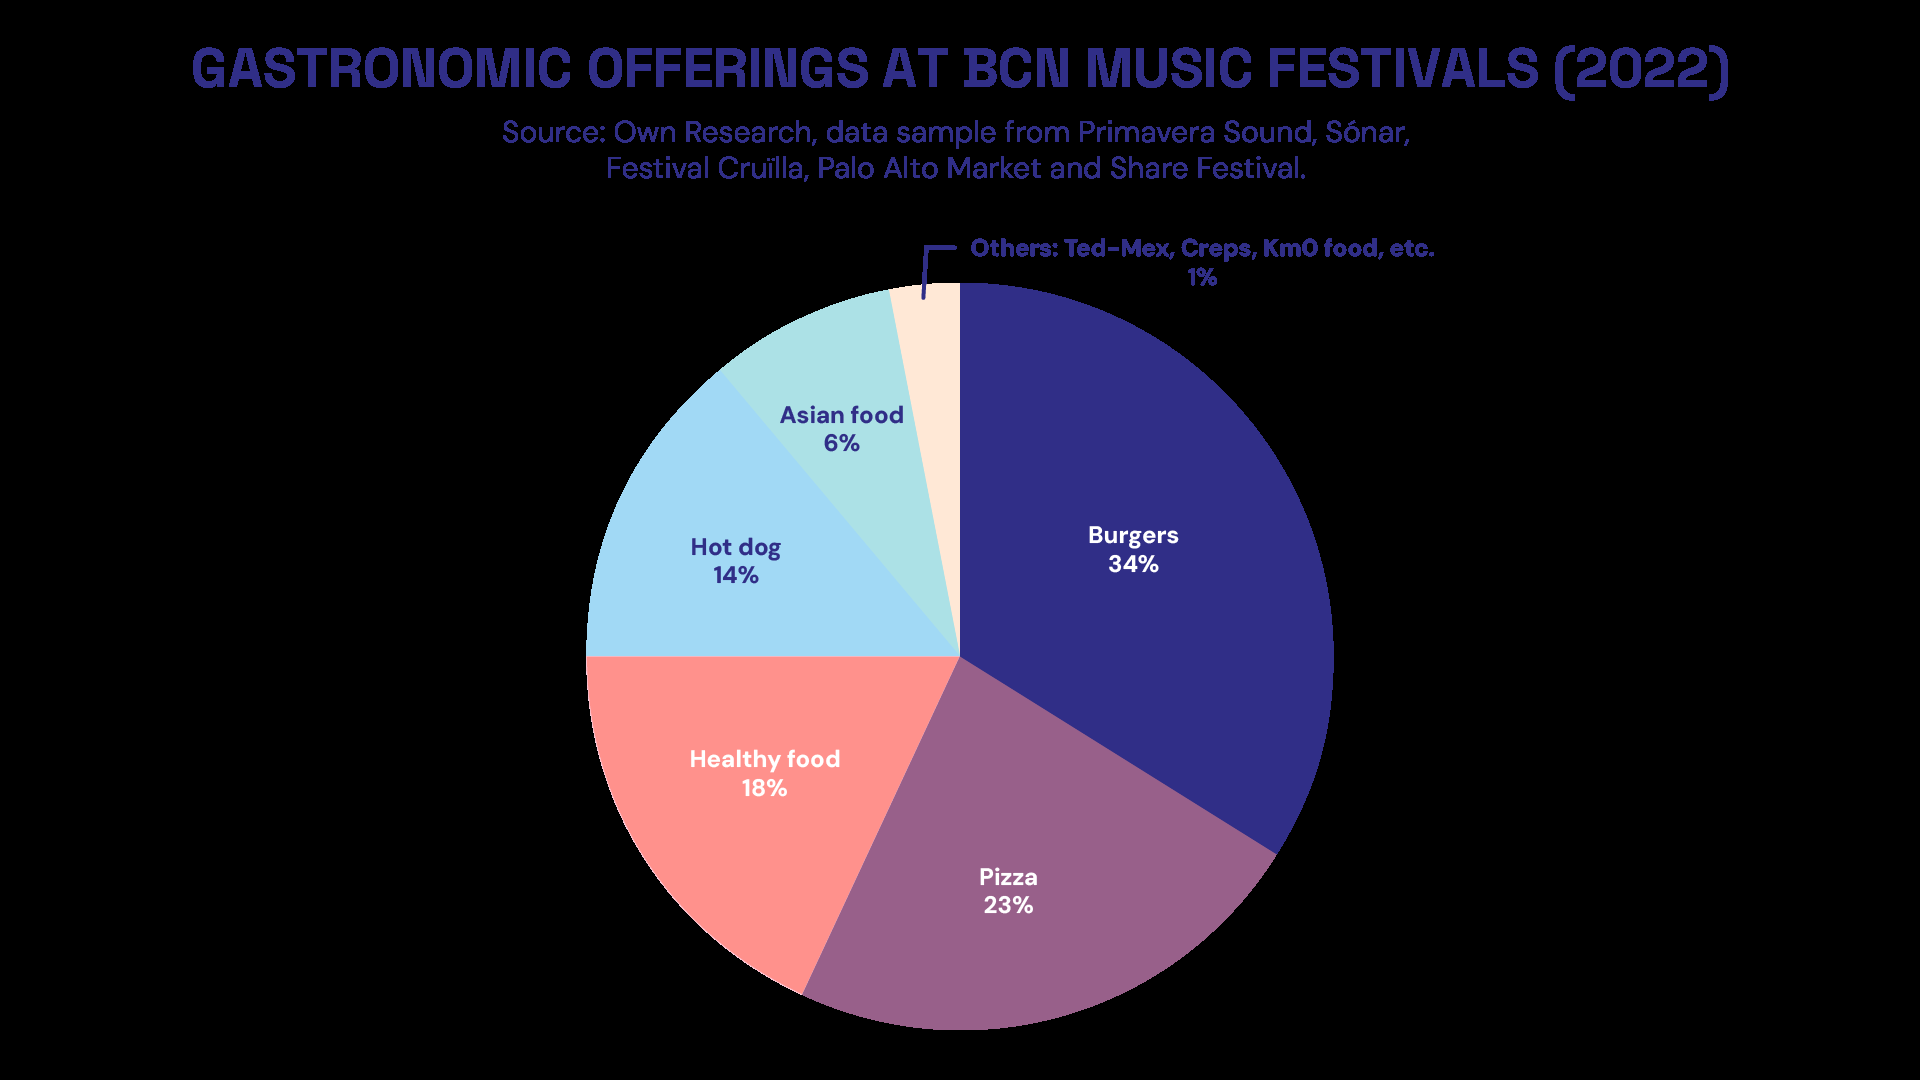 GASTRONOMIC OFFERINGS AT BCN MUSIC FESTIVALS (2022)
Source: Own Research, data sample from Primavera Sound, Sónar,
Festival Cruïlla, Palo Alto Market and Share Festival.
Others: Ted-Mex, Creps, Km0 food, etc.
1%
Asian food
6%
Burgers
34%
Hot dog
14%
Healthy food
18%
Pizza
23%